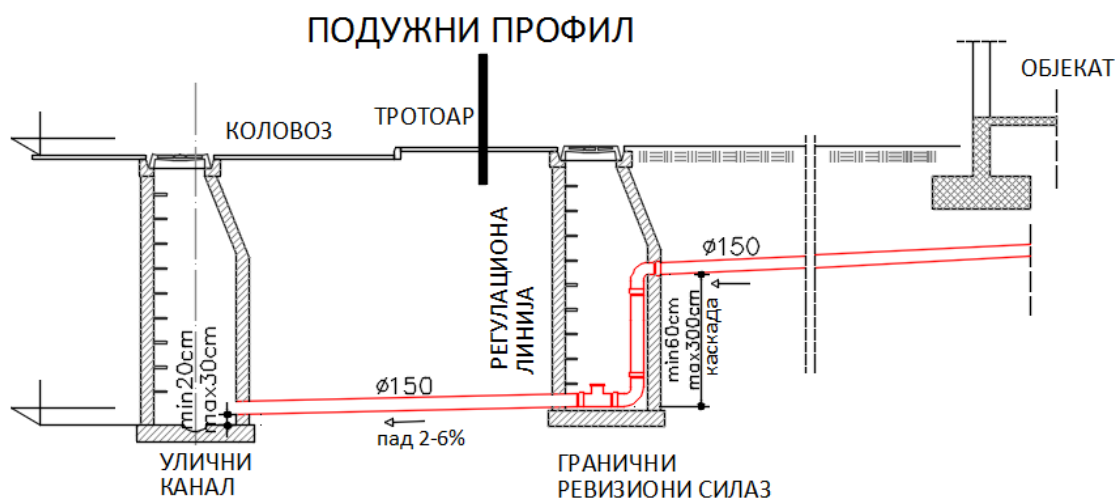 ПОДУЖНИ ПРОФИЛ
ОБЈЕКАТ
ТРОТОАР
КОЛОВОЗ
РЕГУЛАЦИОНА
ЛИНИЈА
ø150
min60cm
max300cm
каскада
min20cm
max30cm
ø150
пад 2-6%
УЛИЧНИ
КАНАЛ
ГРАНИЧНИ
РЕВИЗИОНИ СИЛАЗ